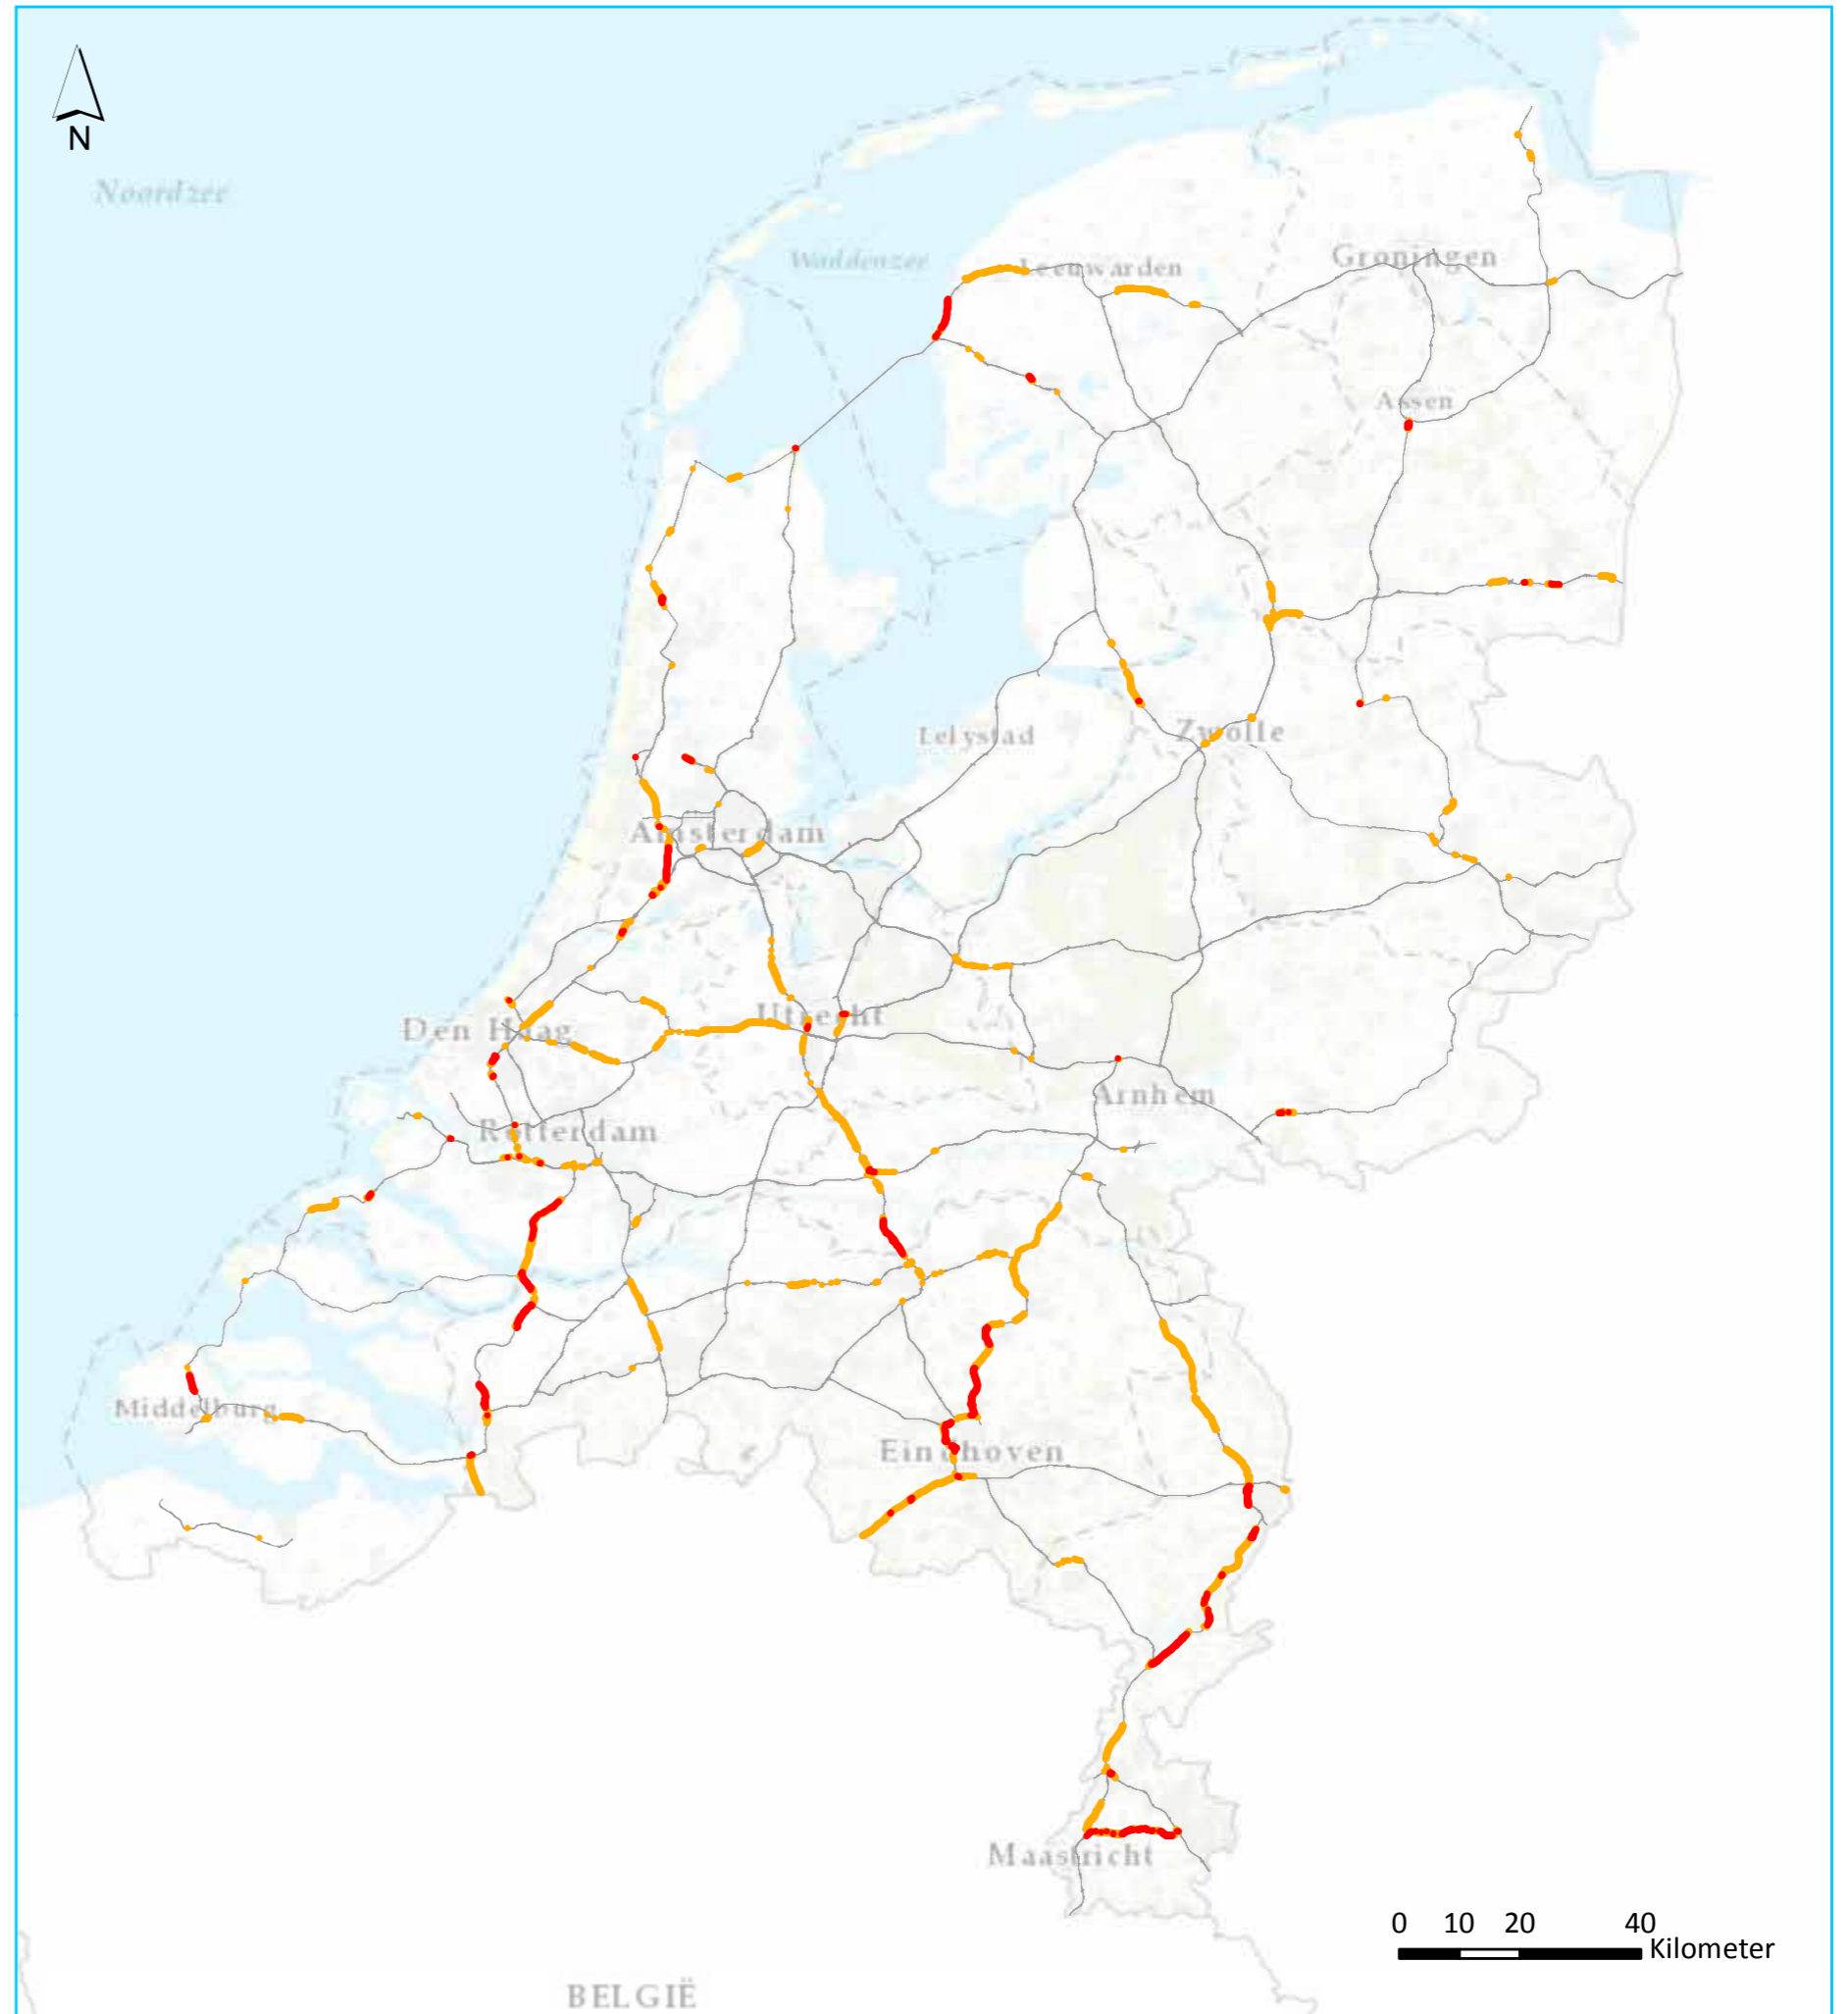 N
Noordzee
Waddenzee
Leeuwarden
Groningen
Assen
Lelystad
Zwolle
Amsterdam
Utrecht
Den Haag
Arnhem
Rotterdam
Middelburg
Eindhoven
Maastricht
0 10 20 40
Kilometer
BELGIË